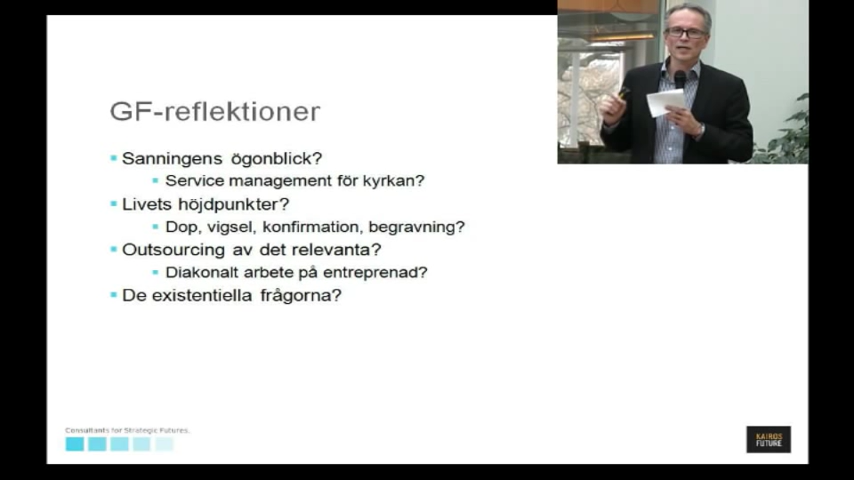 GF-reflektioner
Sanningens ögonblick?
Service management för kyrkan?
Livets höjdpunkter?
Dop, vigsel, konfirmation, begravning?
Outsourcing av det relevanta?
Diakonalt arbete på entreprenad?
De existentiella frågorna?
Consultants for Strategic Futures.
KAIROS
FUTURE